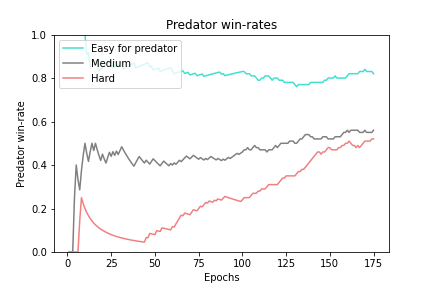 Predator win-rates
1.0
0.8
0.6
0.4
0.2
0.0
Predator win-rate
Easy for predator
Medium
Hard
0 25 50 75 100 125 150 175
Epochs